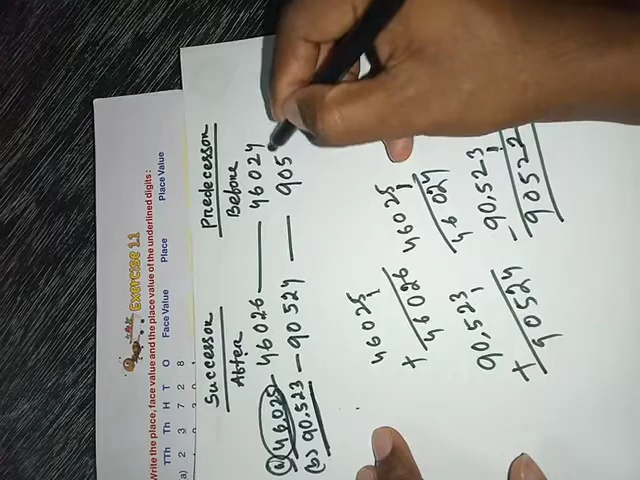 Exercise 1.1
Write the place, face value and the place value of the underlined digits :
TTh Th H T O Face Value Place Place Value
a) 2 3 7 2 8
Successor Predecessor
After Before
(a) 46025 - 46026 — 46024
(b) 90,523 - 90524 — 905
46025
1
+ 46026
46025
1
46024
90,523
1
+ 90524
90,523
1
- 90522